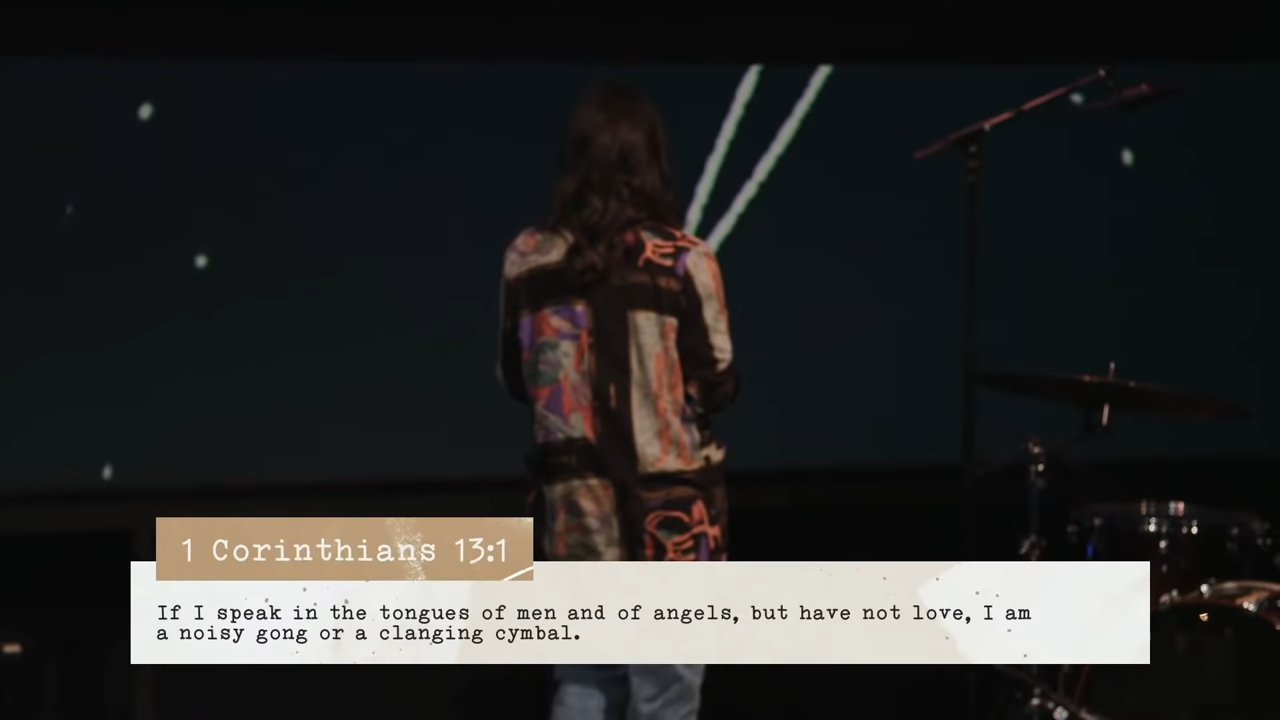 1 Corinthians 13:1
If I speak in the tongues of men and of angels, but have not love, I am
a noisy gong or a clanging cymbal.